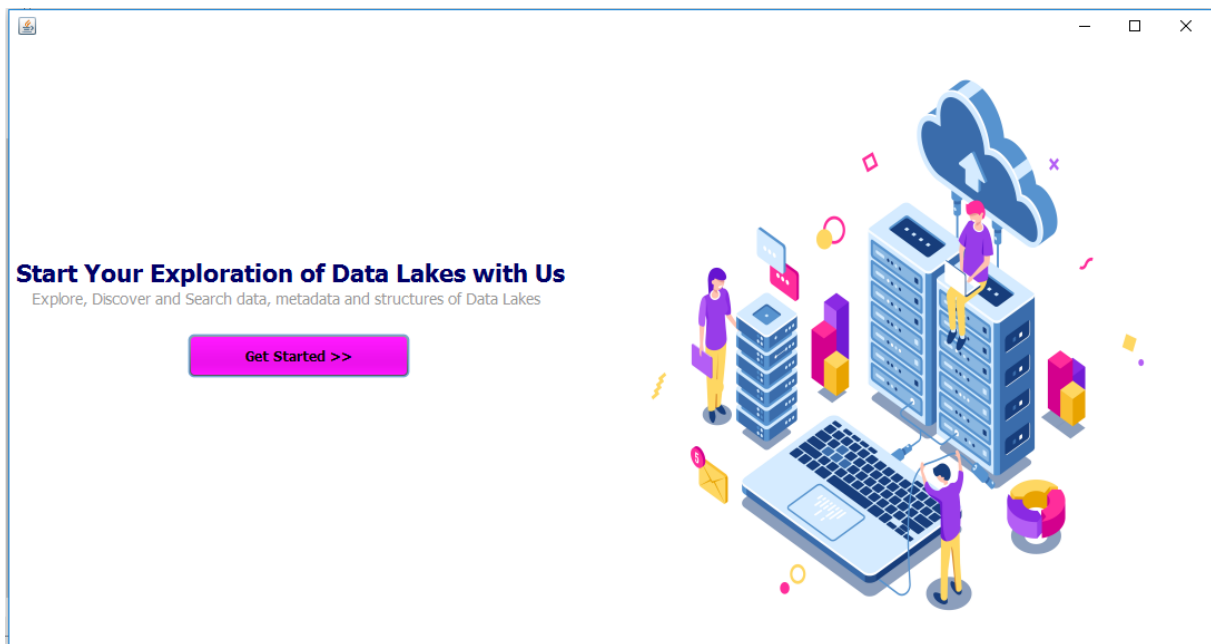 Start Your Exploration of Data Lakes with Us
Explore, Discover and Search data, metadata and structures of Data Lakes
Get Started >>
5